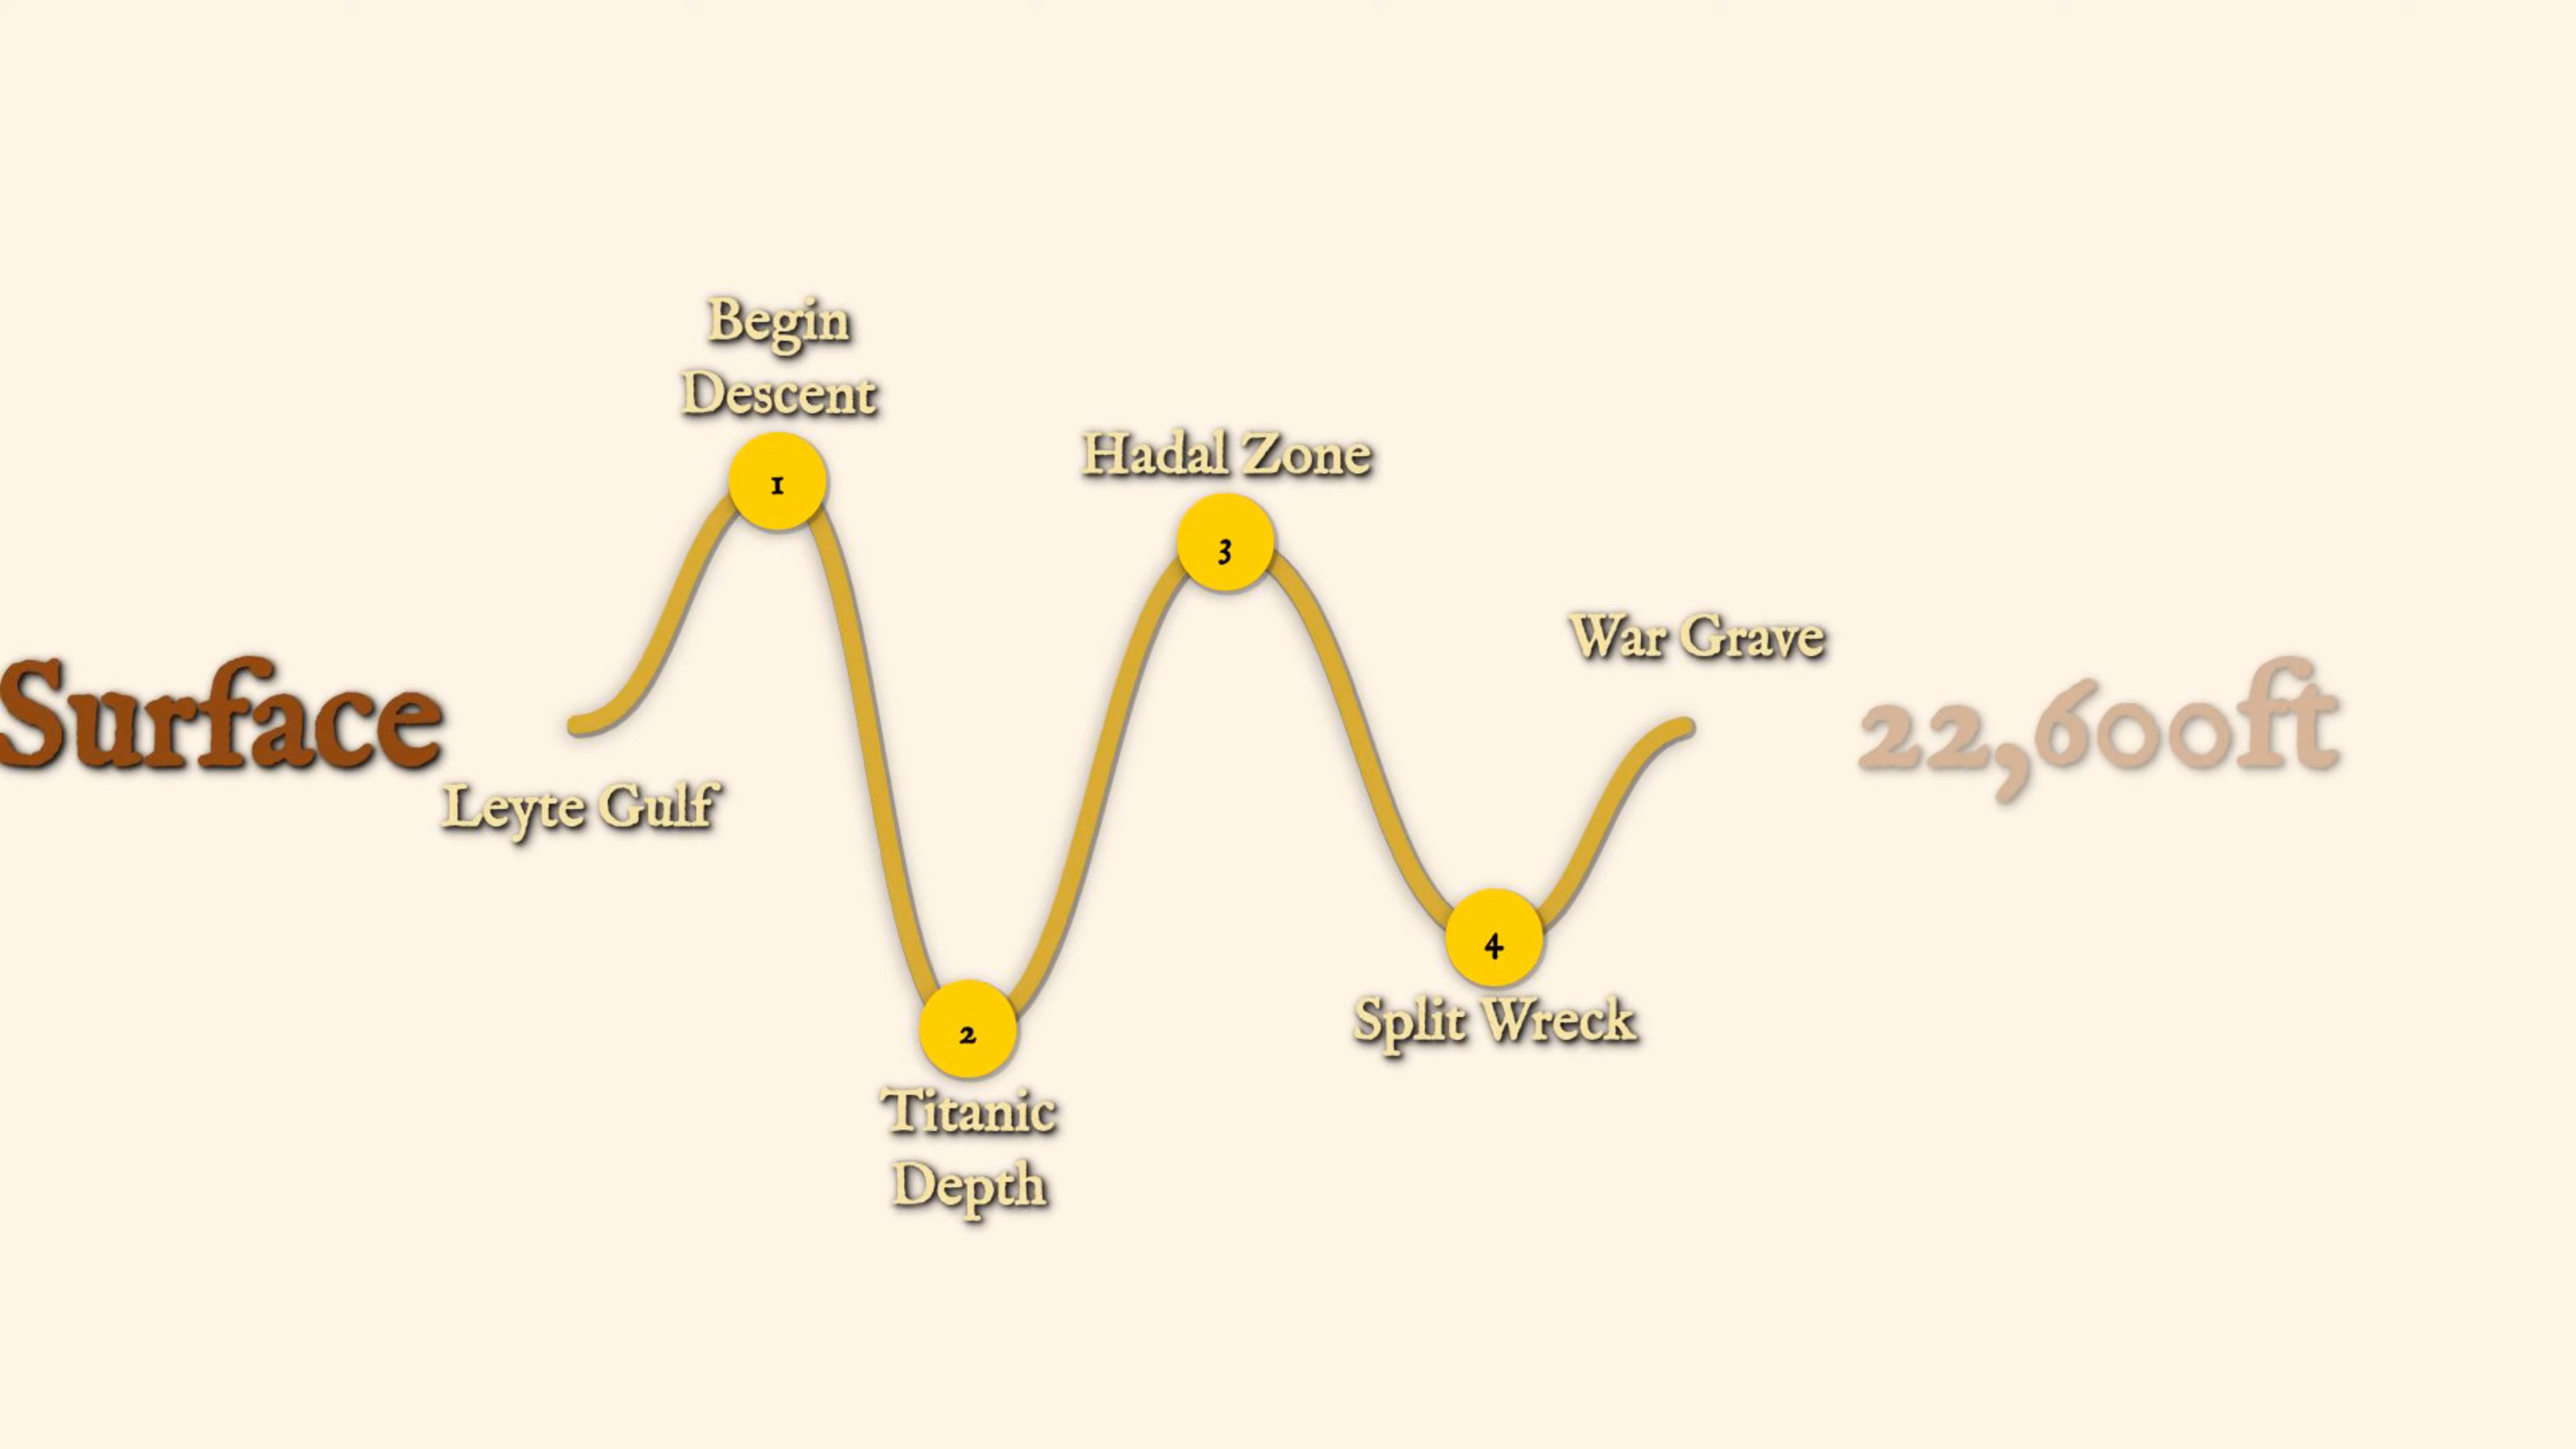 Surface
Leyte Gulf
Begin
Descent
1
2
Titanic
Depth
Hadal Zone
3
4
Split Wreck
War Grave
22,600ft